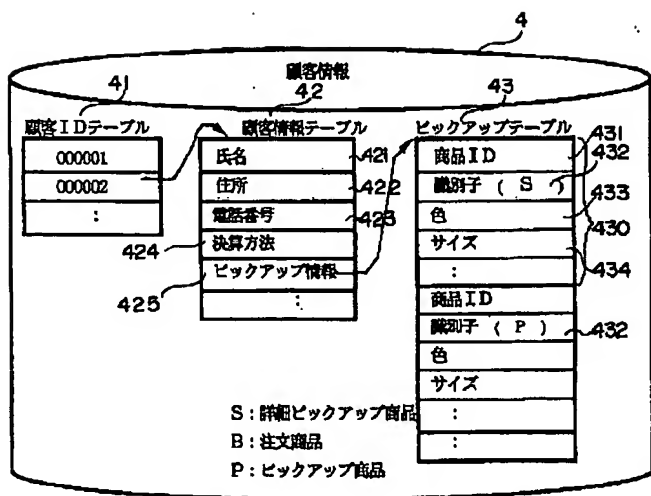 4
顧客情報
41
42
43
顧客IDテーブル
顧客情報テーブル
ピックアップテーブル
000001
000002
:
氏名
421
住所
422
電話番号
423
424
決算方法
425
ピックアップ情報
:
商品ID
431
識別子 ( S )
432
色
433
430
サイズ
434
:
商品ID
識別子 ( P )
432
色
サイズ
:
:
S:詳細ピックアップ商品
B:注文商品
P:ピックアップ商品